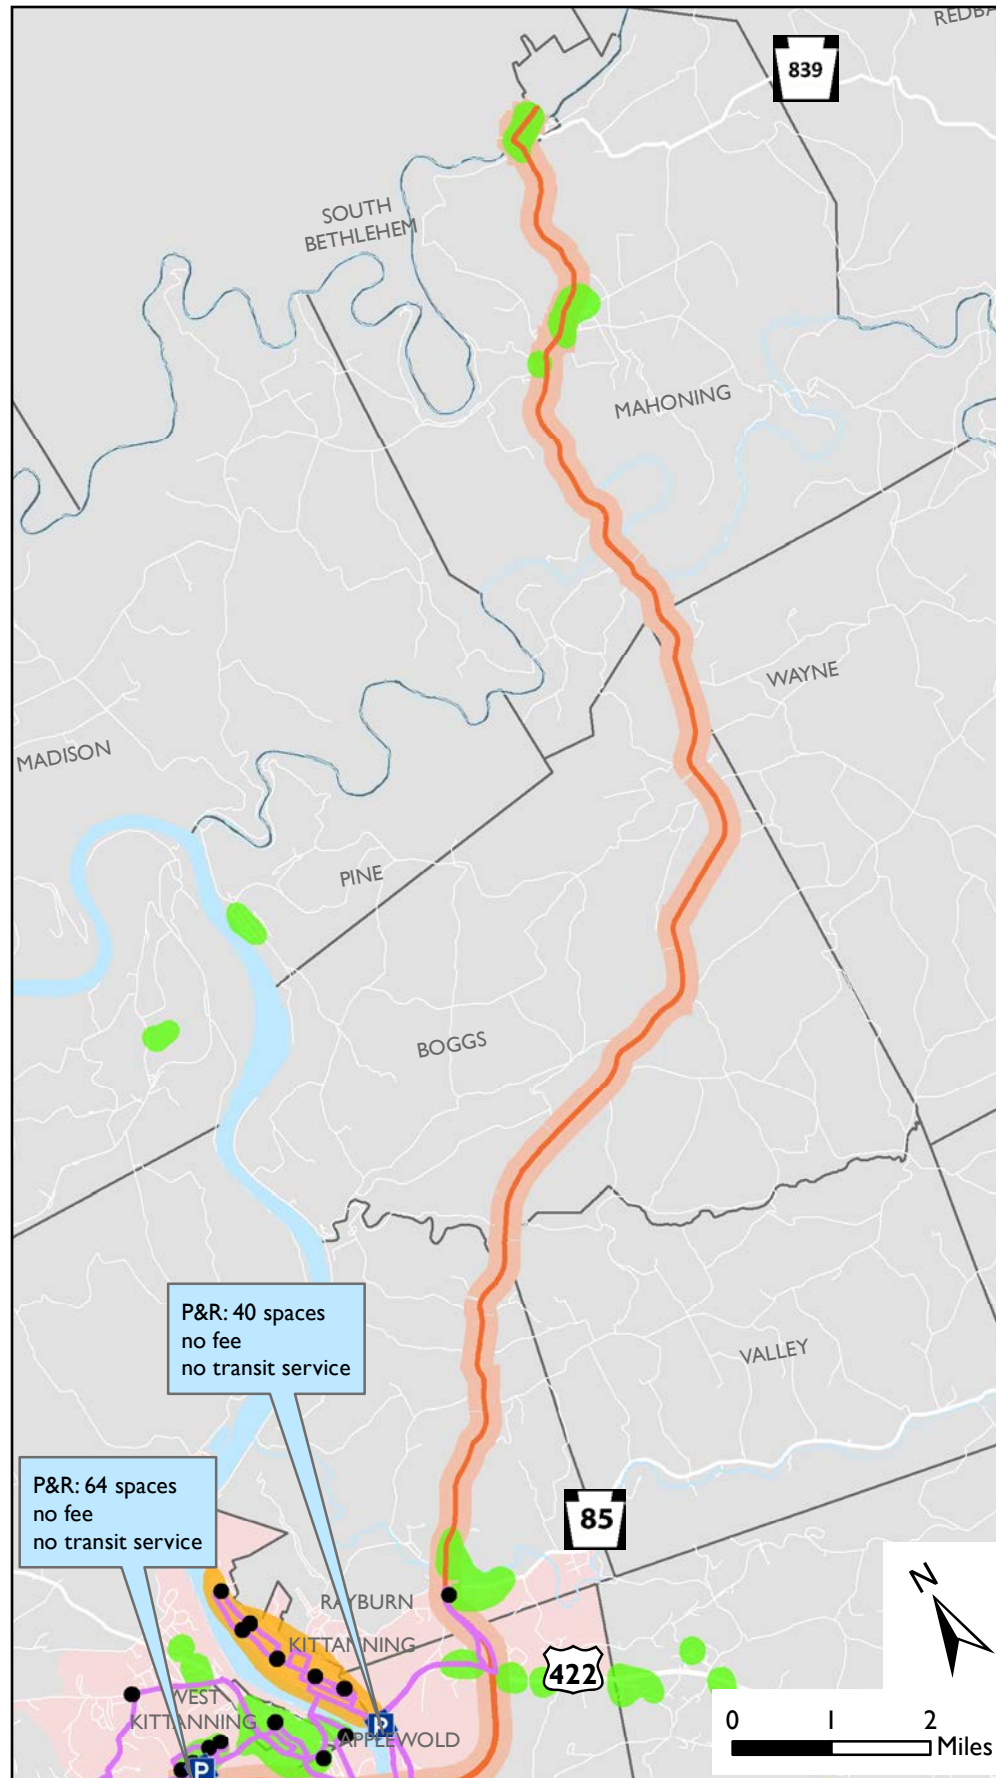 839
SOUTH
BETHLEHEM
MAHONING
WAYNE
MADISON
PINE
BOGGS
P&R: 40 spaces
no fee
no transit service
VALLEY
P&R: 64 spaces
no fee
no transit service
85
N
RAYBURN
KITTANNING
422
WEST
KITTANNING
P
APPLEWOLD
P
0 1 2
Miles